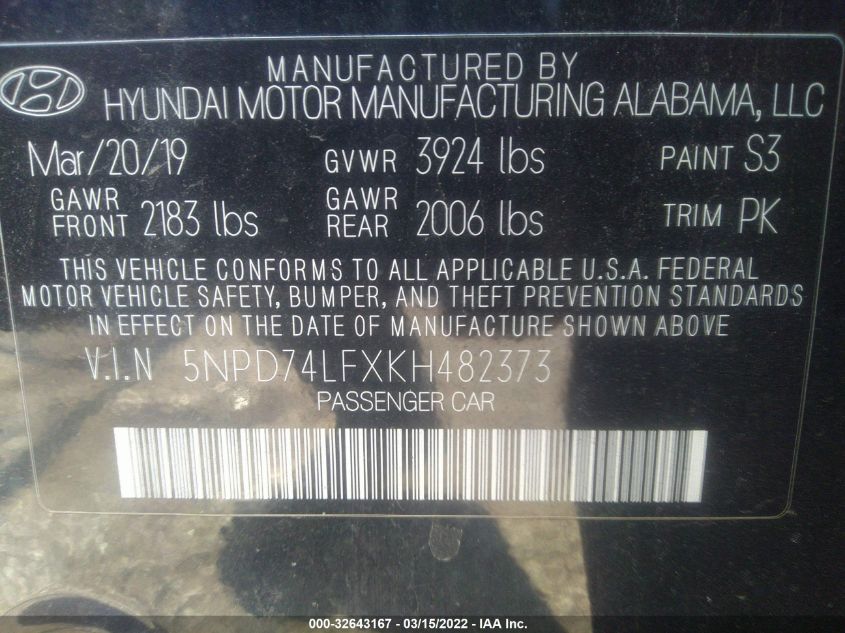 MANUFACTURED BY
HYUNDAI MOTOR MANUFACTURING ALABAMA, LLC
Mar/20/19 GVWR 3924 lbs PAINT S3
GAWR FRONT 2183 lbs GAWR REAR 2006 lbs TRIM PK
THIS VEHICLE CONFORMS TO ALL APPLICABLE U.S.A. FEDERAL
MOTOR VEHICLE SAFETY, BUMPER, AND THEFT PREVENTION STANDARDS
IN EFFECT ON THE DATE OF MANUFACTURE SHOWN ABOVE
V.I.N 5NPD74LFXKH482373
PASSENGER CAR
000-32643167 - 03/15/2022 - IAA Inc.